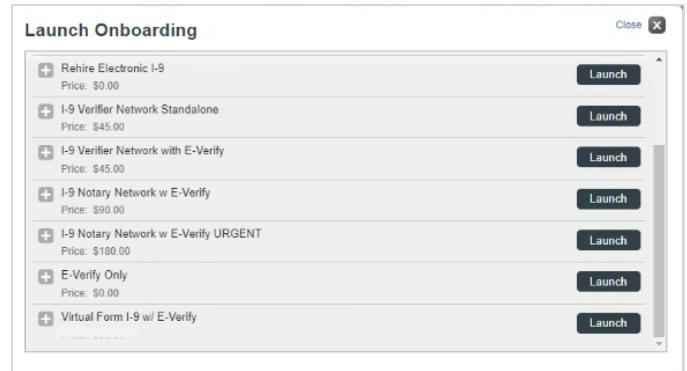 Launch Onboarding
Close X
Rehire Electronic I-9
Launch
Price: $0.00
I-9 Verifier Network Standalone
Launch
Price: $45.00
I-9 Verifier Network with E-Verify
Launch
Price: $45.00
I-9 Notary Network w E-Verify
Launch
Price: $90.00
I-9 Notary Network w E-Verify URGENT
Launch
Price: $180.00
E-Verify Only
Launch
Price: $0.00
Virtual Form I-9 w/ E-Verify
Launch